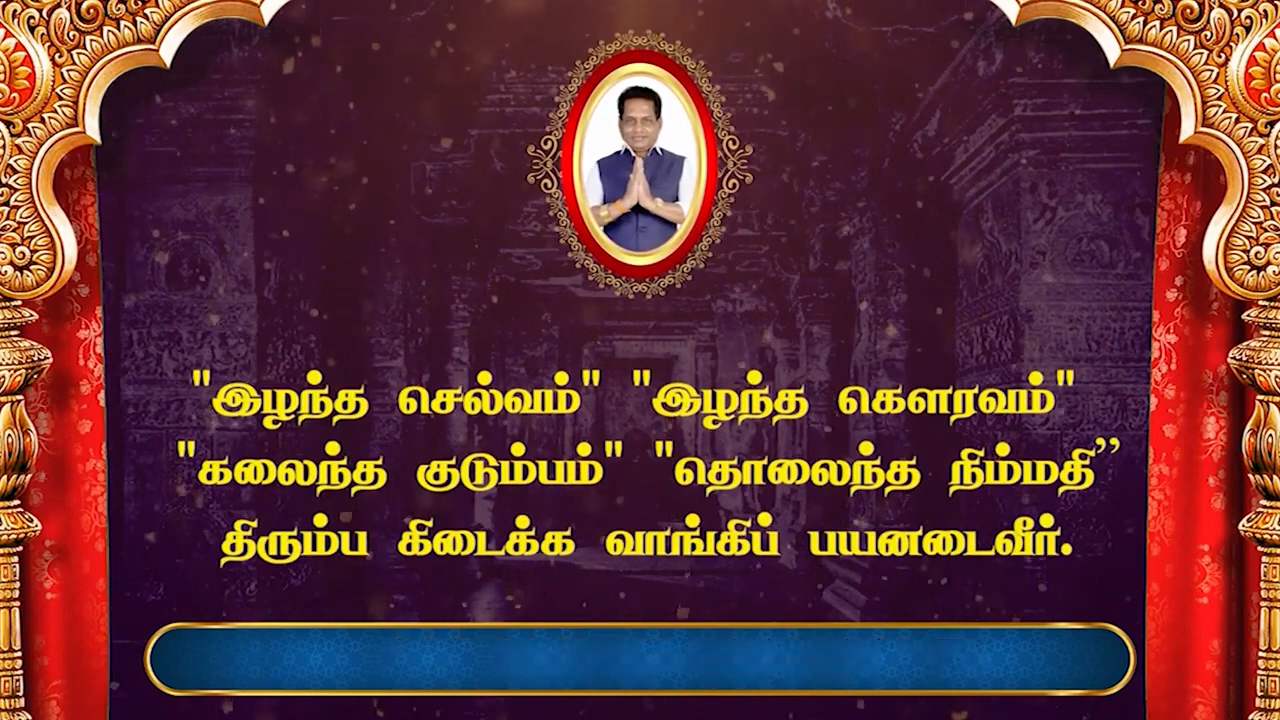 "இழந்த செல்வம்" "இழந்த கௌரவம்"
"கலைந்த குடும்பம்" "தொலைந்த நிம்மதி”
திரும்ப கிடைக்க வாங்கிப் பயனடைவீர்.